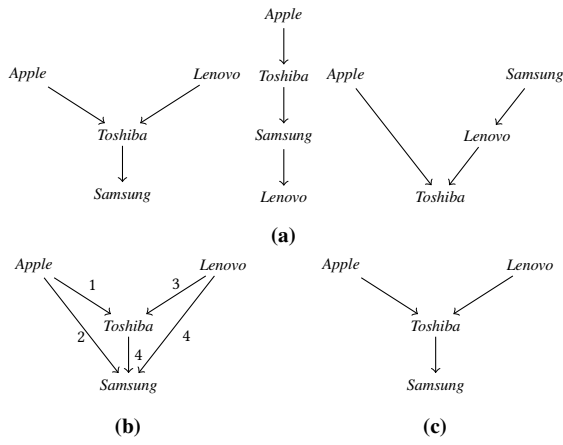 Apple
Apple
Lenovo
Toshiba
Apple
Samsung
Toshiba
Samsung
Lenovo
Samsung
Lenovo
Toshiba
(a)
Apple
Lenovo
Apple
Lenovo
1
3
Toshiba
Toshiba
2
4
4
Samsung
Samsung
(b)
(c)